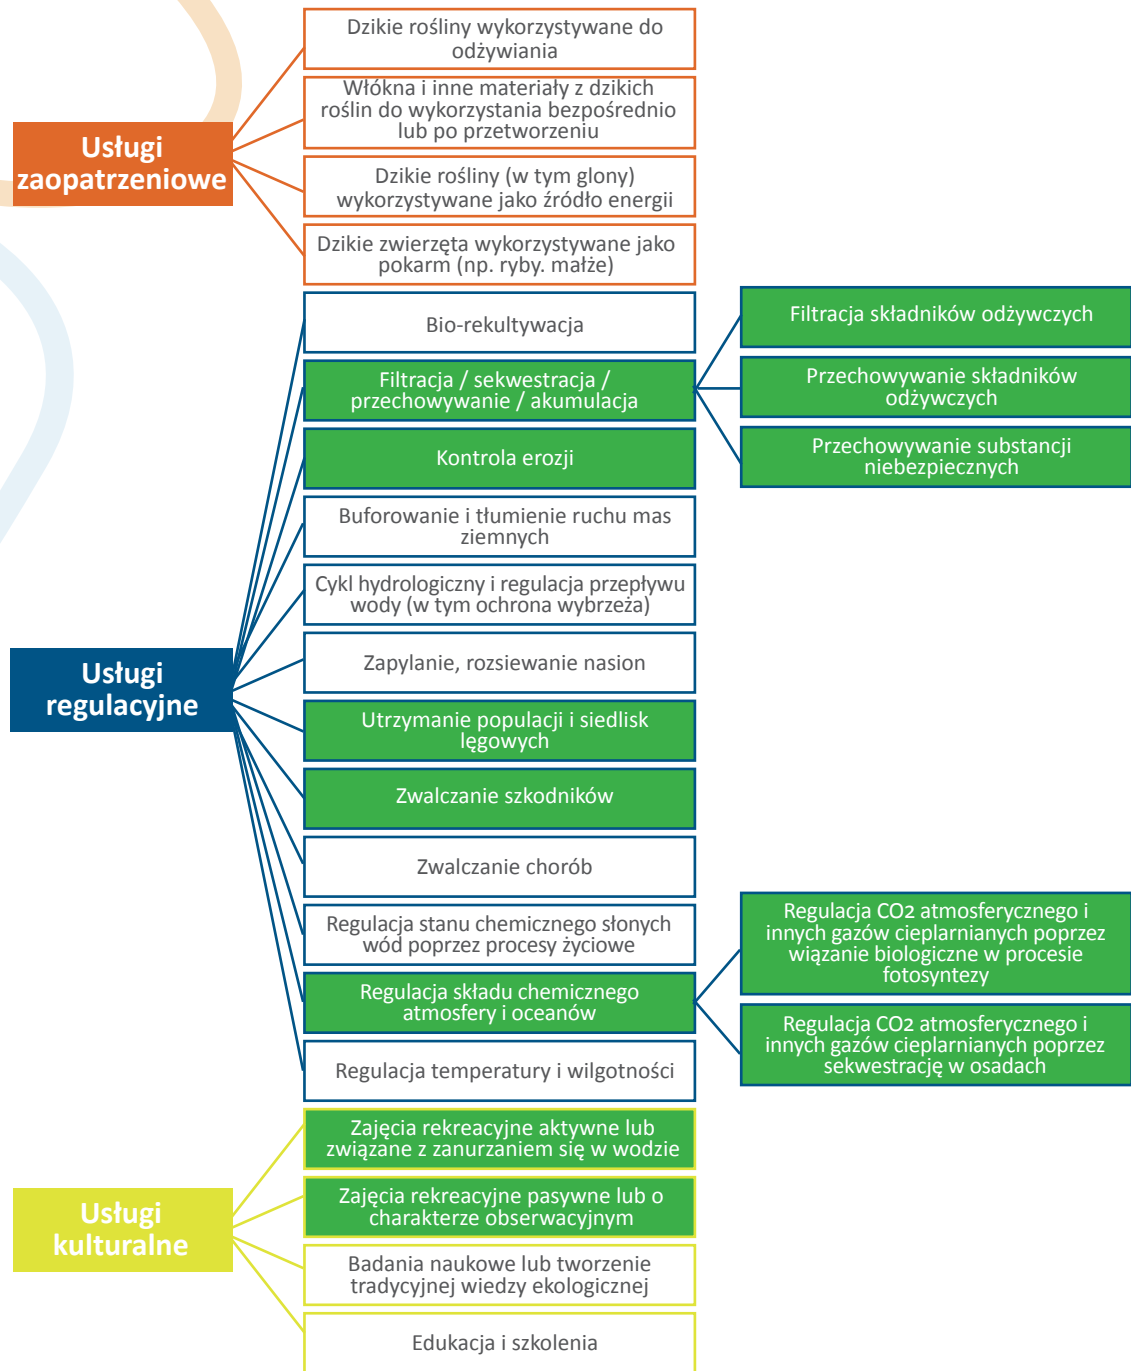 Usługi
zaopatrzeniowe
Dzikie rośliny wykorzystywane do
odżywiania
Włókna i inne materiały z dzikich
roślin do wykorzystania bezpośrednio
lub po przetworzeniu
Dzikie rośliny (w tym glony)
wykorzystywane jako źródło energii
Dzikie zwierzęta wykorzystywane jako
pokarm (np. ryby. małże)
Usługi
regulacyjne
Bio-rekultywacja
Filtracja / sekwestracja /
przechowywanie / akumulacja
Filtracja składników odżywczych
Przechowywanie składników
odżywczych
Przechowywanie substancji
niebezpiecznych
Kontrola erozji
Buforowanie i tłumienie ruchu mas
ziemnych
Cykl hydrologiczny i regulacja przepływu
wody (w tym ochrona wybrzeża)
Zapylanie, rozsiewanie nasion
Utrzymanie populacji i siedlisk
lęgowych
Zwalczanie szkodników
Zwalczanie chorób
Regulacja stanu chemicznego słonych
wód poprzez procesy życiowe
Regulacja składu chemicznego
atmosfery i oceanów
Regulacja CO2 atmosferycznego i
innych gazów cieplarnianych poprzez
wiązanie biologiczne w procesie
fotosyntezy
Regulacja CO2 atmosferycznego i
innych gazów cieplarnianych poprzez
sekwestrację w osadach
Regulacja temperatury i wilgotności
Usługi
kulturalne
Zajęcia rekreacyjne aktywne lub
związane z zanurzaniem się w wodzie
Zajęcia rekreacyjne pasywne lub o
charakterze obserwacyjnym
Badania naukowe lub tworzenie
tradycyjnej wiedzy ekologicznej
Edukacja i szkolenia